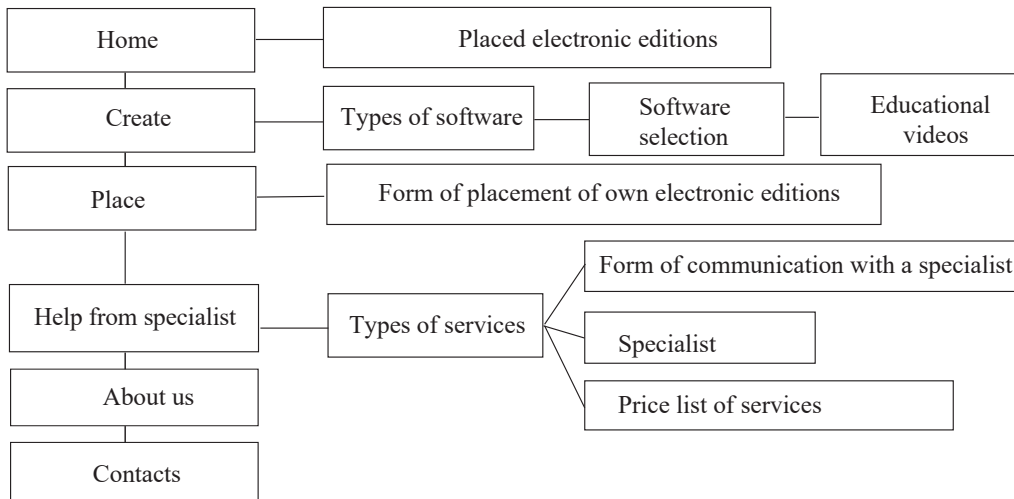 Home
Placed electronic editions
Create
Types of software
Software
selection
Educational
videos
Place
Form of placement of own electronic editions
Help from specialist
Types of services
Form of communication with a specialist
Specialist
Price list of services
About us
Contacts